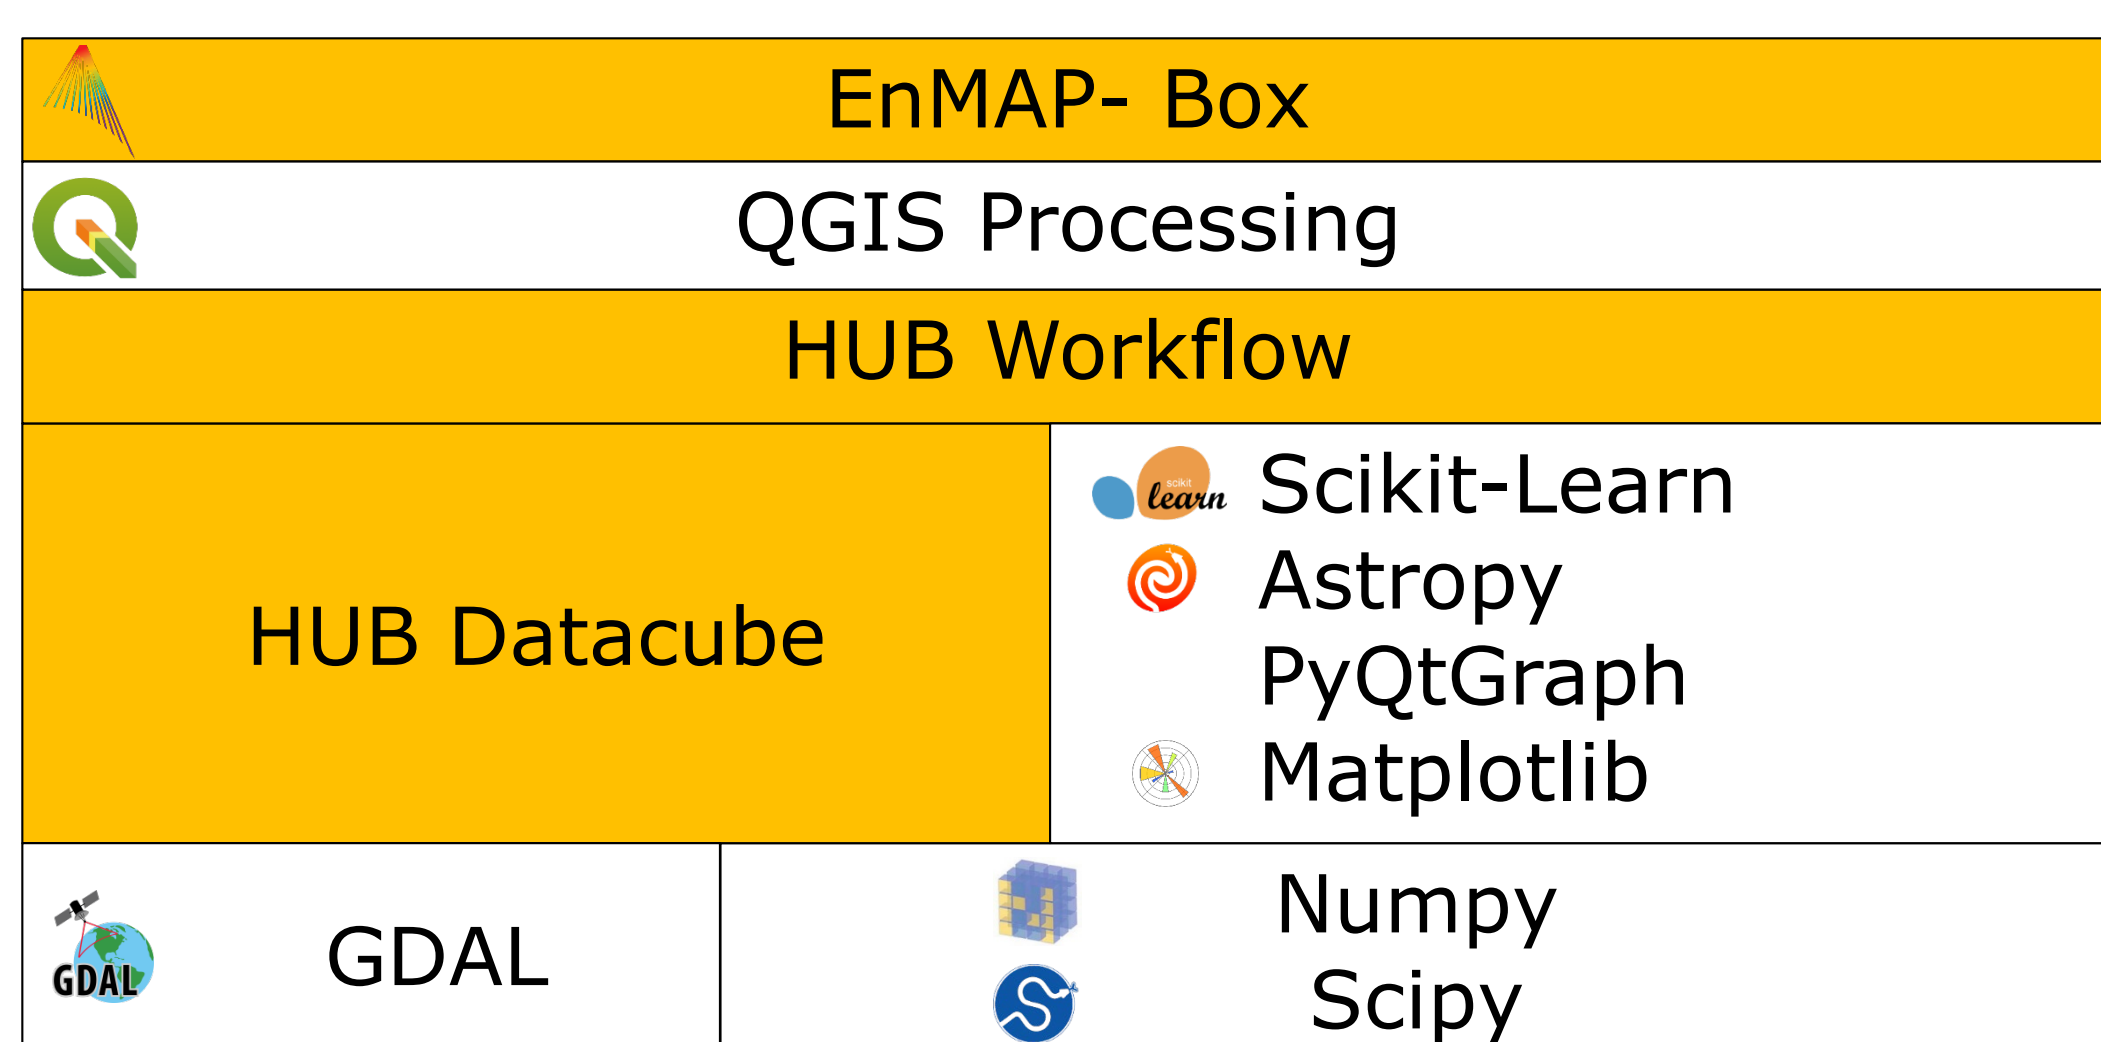 EnMAP- Box
QGIS Processing
HUB Workflow
HUB Datacube
scikit
learn
Scikit-Learn
Astropy
PyQtGraph
Matplotlib
GDAL
GDAL
Numpy
Scipy